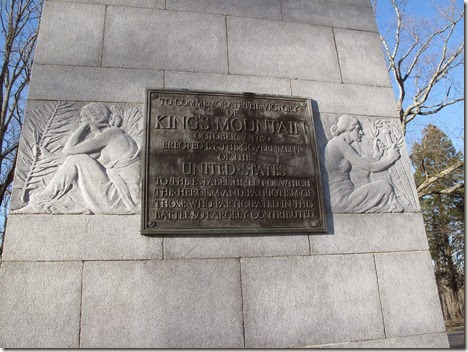 TO COMMEMORATE THE VICTORY
OF
KING'S MOUNTAIN
OCTOBER 7, 1780
ERECTED BY THE GOVERNMENT
OF THE
UNITED STATES
TO THE ESTABLISHMENT OF WHICH
THE HEROISM AND PATRIOTISM OF
THOSE WHO PARTICIPATED IN THIS
BATTLE SO LARGELY CONTRIBUTED